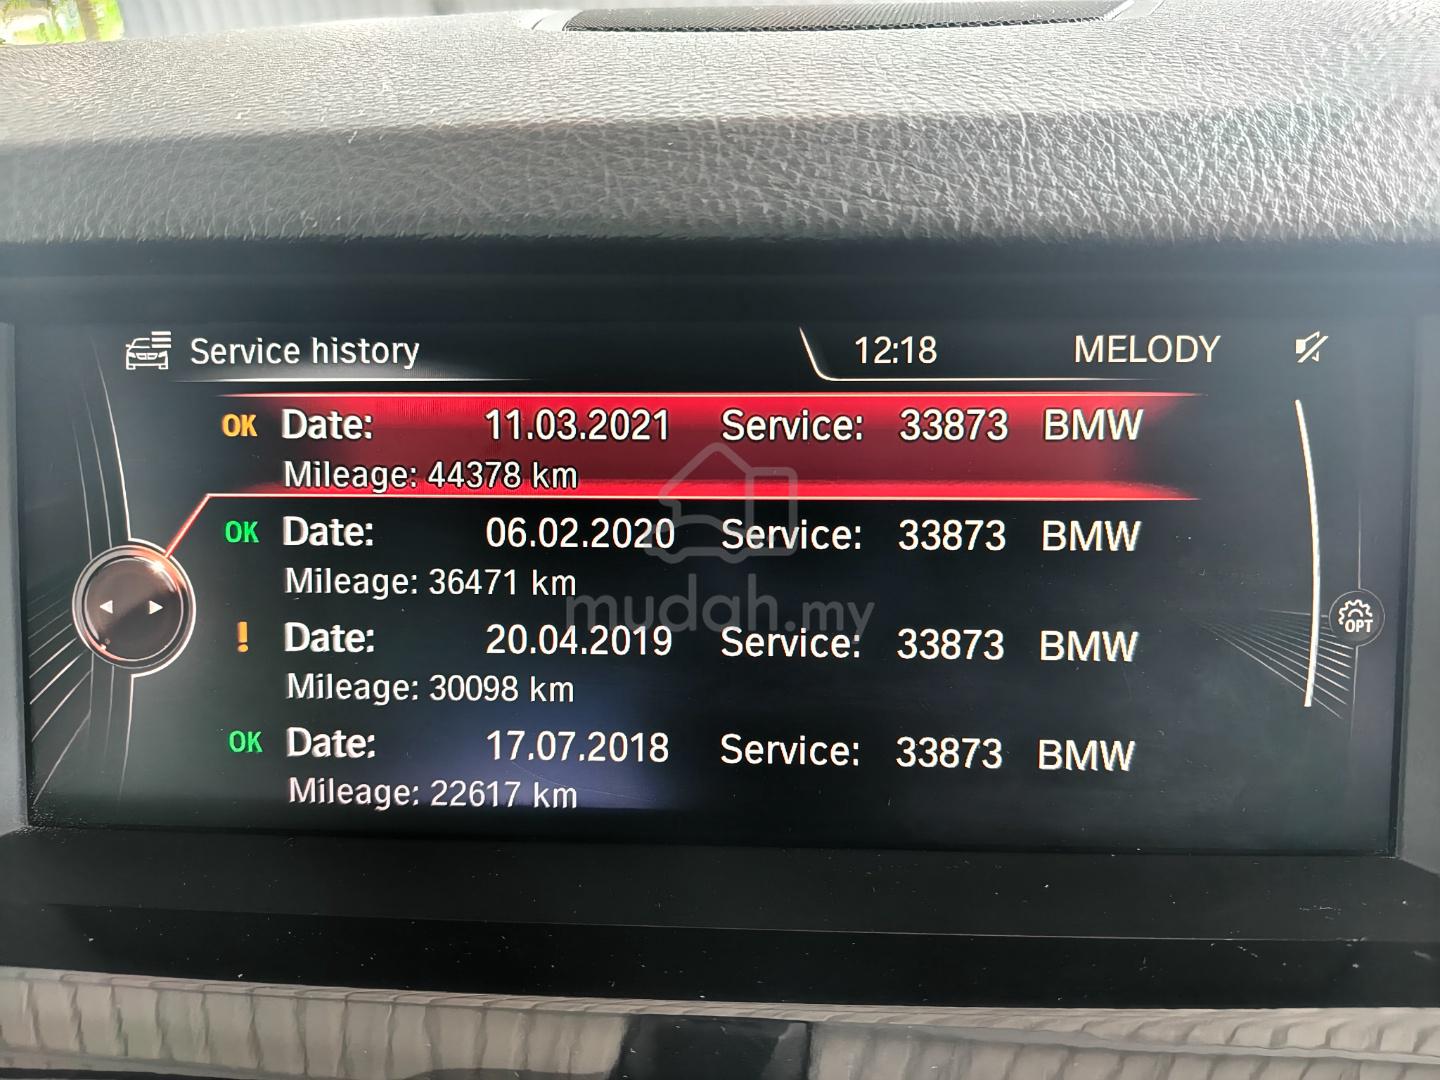 Service history 12:18 MELODY
OK Date: 11.03.2021 Service: 33873 BMW
Mileage: 44378 km
OK Date: 06.02.2020 Service: 33873 BMW
Mileage: 36471 km
mudah.my
! Date: 20.04.2019 Service: 33873 BMW
OPT
Mileage: 30098 km
OK Date: 17.07.2018 Service: 33873 BMW
Mileage: 22617 km